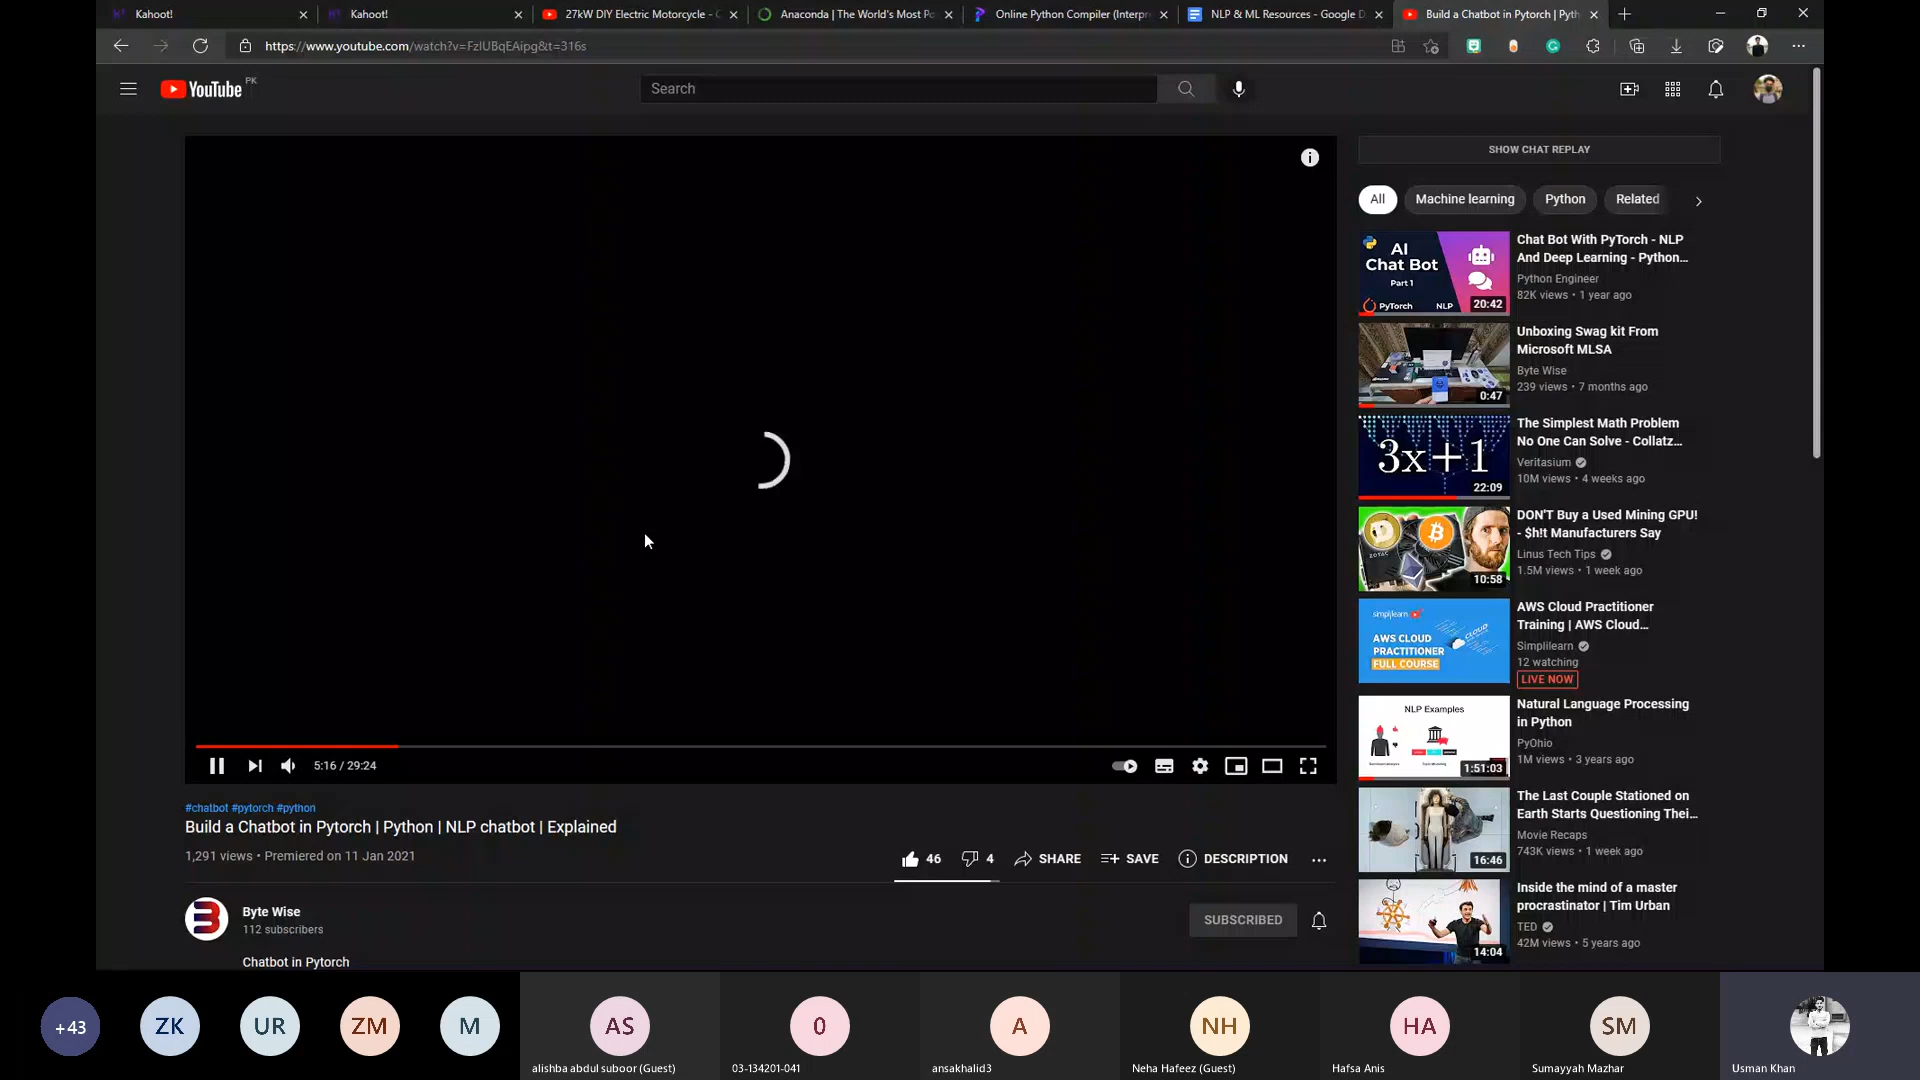 Kahoot!
Kahoot!
27kW DIY Electric Motorcycle -
Anaconda | The World's Most Po
Online Python Compiler (Interpre
NLP & ML Resources - Google D
Build a Chatbot in Pytorch | Pyth
https://www.youtube.com/watch?v=FzIUBqEAipg&t=316s
YouTube PK
Search
SHOW CHAT REPLAY
All
Machine learning
Python
Related
AI
Chat Bot
Part 1
PyTorch
NLP
20:42
Chat Bot With PyTorch - NLP
And Deep Learning - Python...
Python Engineer
82K views • 1 year ago
0:47
Unboxing Swag kit From
Microsoft MLSA
Byte Wise
239 views • 7 months ago
3x+1
22:09
The Simplest Math Problem
No One Can Solve - Collatz...
Veritasium
10M views • 4 weeks ago
ZOTAC
10:58
DON'T Buy a Used Mining GPU!
- $h!t Manufacturers Say
Linus Tech Tips
1.5M views • 1 week ago
simplilearn
AWS CLOUD
PRACTITIONER
FULL COURSE
CLOUD
AWS Cloud Practitioner
Training | AWS Cloud...
Simplilearn
12 watching
LIVE NOW
NLP Examples
1:51:03
Natural Language Processing
in Python
PyOhio
1M views • 3 years ago
16:46
The Last Couple Stationed on
Earth Starts Questioning Thei...
Movie Recaps
743K views • 1 week ago
14:04
Inside the mind of a master
procrastinator | Tim Urban
TED
42M views • 5 years ago
5:16 / 29:24
#chatbot #pytorch #python
Build a Chatbot in Pytorch | Python | NLP chatbot | Explained
1,291 views • Premiered on 11 Jan 2021
46
4
SHARE
SAVE
DESCRIPTION
Byte Wise
112 subscribers
SUBSCRIBED
Chatbot in Pytorch
+43
ZK
UR
ZM
M
AS
alishba abdul suboor (Guest)
0
03-134201-041
A
ansakhalid3
NH
Neha Hafeez (Guest)
HA
Hafsa Anis
SM
Sumayyah Mazhar
Usman Khan